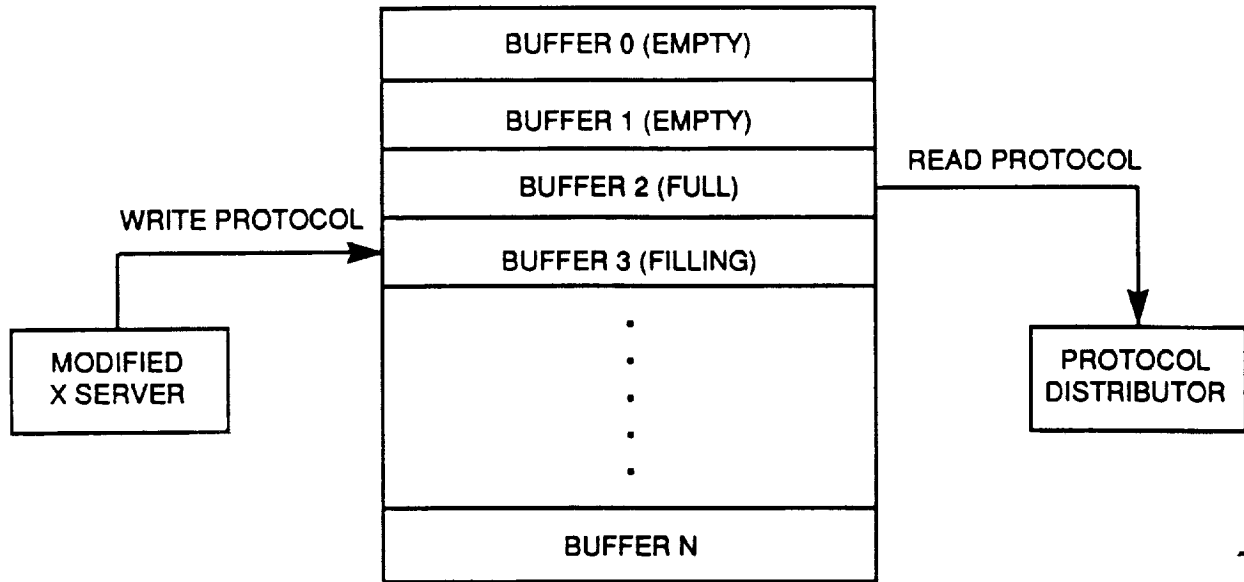 BUFFER 0 (EMPTY)
BUFFER 1 (EMPTY)
BUFFER 2 (FULL)
BUFFER 3 (FILLING)
BUFFER N
WRITE PROTOCOL
MODIFIED
X SERVER
READ PROTOCOL
PROTOCOL
DISTRIBUTOR